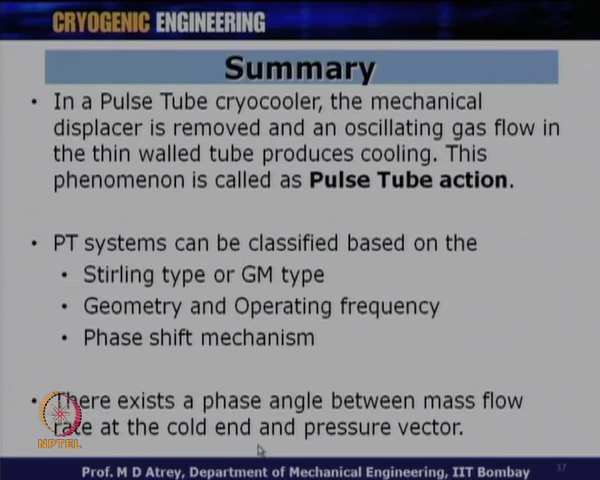 CRYOGENIC ENGINEERING
Summary
• In a Pulse Tube cryocooler, the mechanical
displacer is removed and an oscillating gas flow in
the thin walled tube produces cooling. This
phenomenon is called as Pulse Tube action.
• PT systems can be classified based on the
• Stirling type or GM type
• Geometry and Operating frequency
• Phase shift mechanism
• There exists a phase angle between mass flow
rate at the cold end and pressure vector.
NPTEL
Prof. M D Atrey, Department of Mechanical Engineering, IIT Bombay
37